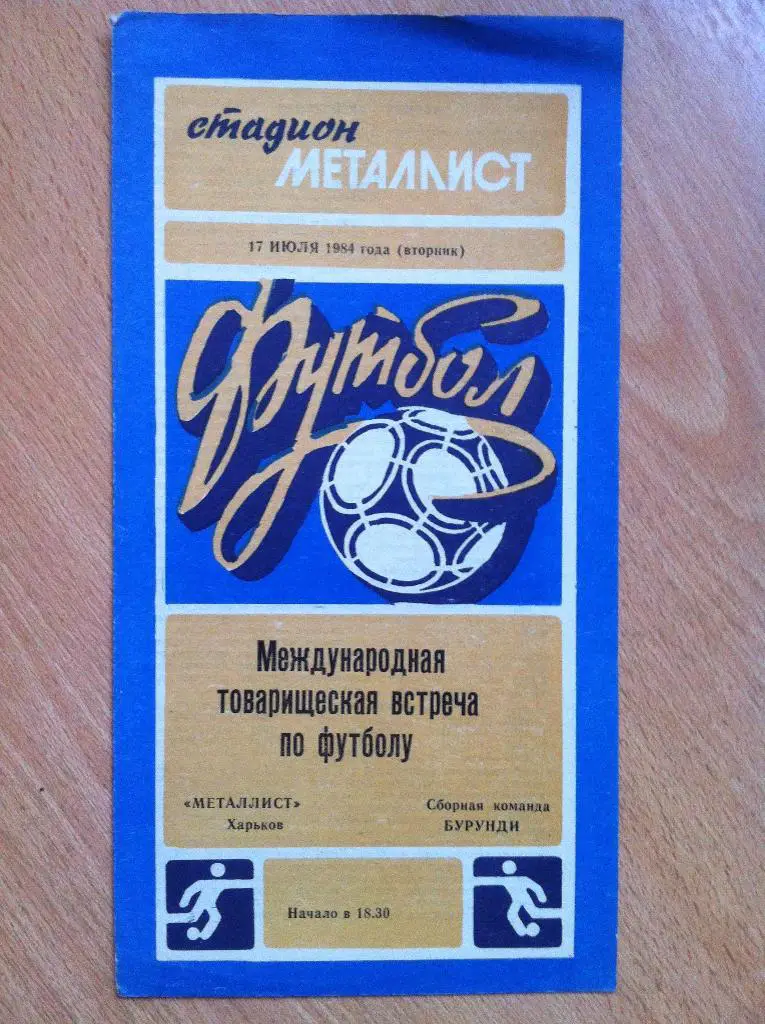 стадион
МЕТАЛЛИСТ
17 ИЮЛЯ 1984 года (вторник)
Футбол
Международная
товарищеская встреча
по футболу
«МЕТАЛЛИСТ»
Харьков
Сборная команда
БУРУНДИ
Начало в 18.30